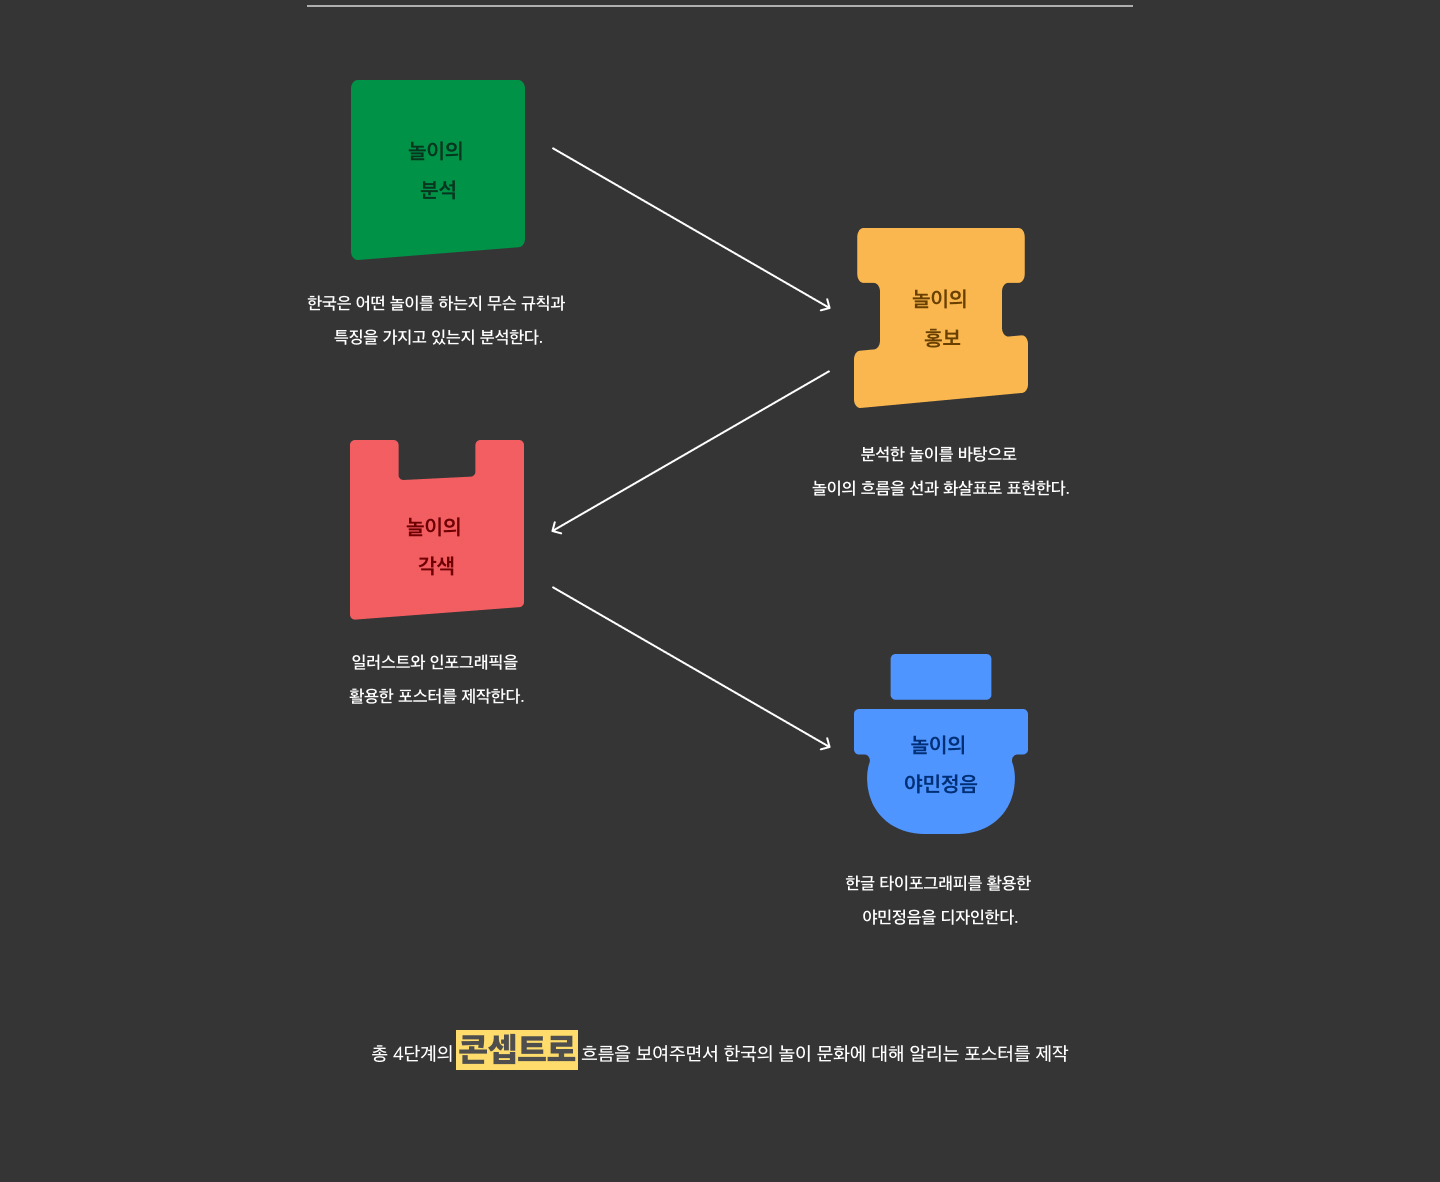 놀이의
분석
한국은 어떤 놀이를 하는지 무슨 규칙과
특징을 가지고 있는지 분석한다.
놀이의
홍보
분석한 놀이를 바탕으로
놀이의 흐름을 선과 화살표로 표현한다.
놀이의
각색
일러스트와 인포그래픽을
활용한 포스터를 제작한다.
놀이의
야민정음
한글 타이포그래피를 활용한
야민정음을 디자인한다.
총 4단계의 콘셉트로 흐름을 보여주면서 한국의 놀이 문화에 대해 알리는 포스터를 제작